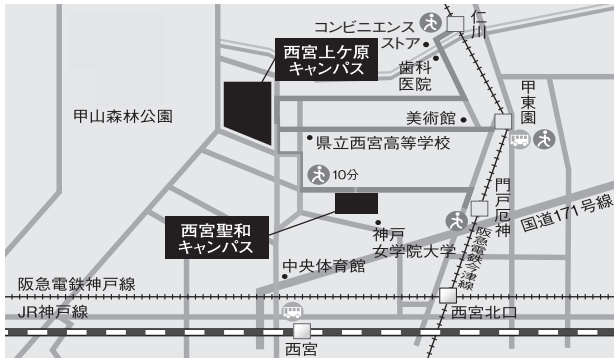 コンビニエンス
ストア
仁川
歯科
医院
西宮上ケ原
キャンパス
甲東園
甲山森林公園
美術館
県立西宮高等学校
10分
門戸厄神
国道171号線
西宮聖和
キャンパス
神戸
女学院大学
阪急電鉄今津線
中央体育館
阪急電鉄神戸線
西宮北口
JR神戸線
西宮